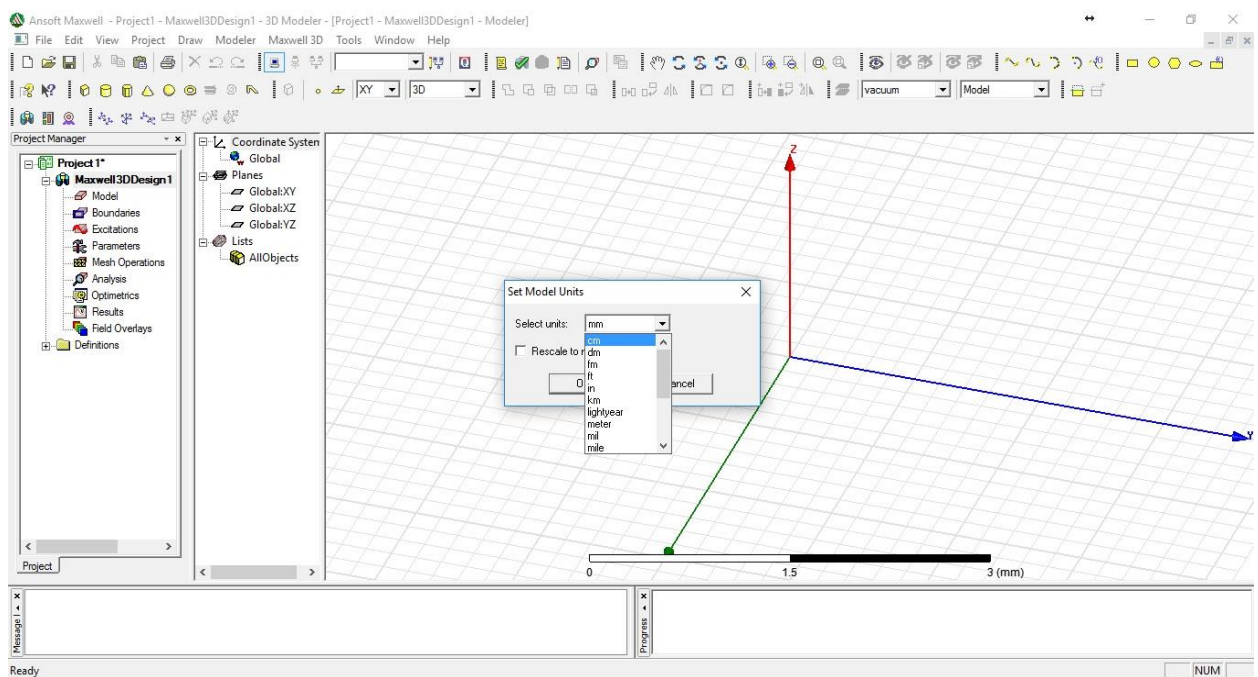 Ansoft Maxwell - Project1 - Maxwell3DDesign1 - 3D Modeler - [Project1 - Maxwell3DDesign1 - Modeler]
File Edit View Project Draw Modeler Maxwell 3D Tools Window Help
XY 3D vacuum Model
Project Manager
Project1*
Maxwell3DDesign1
Model
Boundaries
Excitations
Parameters
Mesh Operations
Analysis
Optimetrics
Results
Field Overlays
Definitions
Project
Coordinate System
Global
Planes
Global:XY
Global:XZ
Global:YZ
Lists
AllObjects
Z
Set Model Units
Select units: mm
cm
Rescale to
dm
fm
ft
in
km
lightyear
meter
mil
mile
ancel
Y
0 1.5 3 (mm)
Message
Progress
Ready
NUM